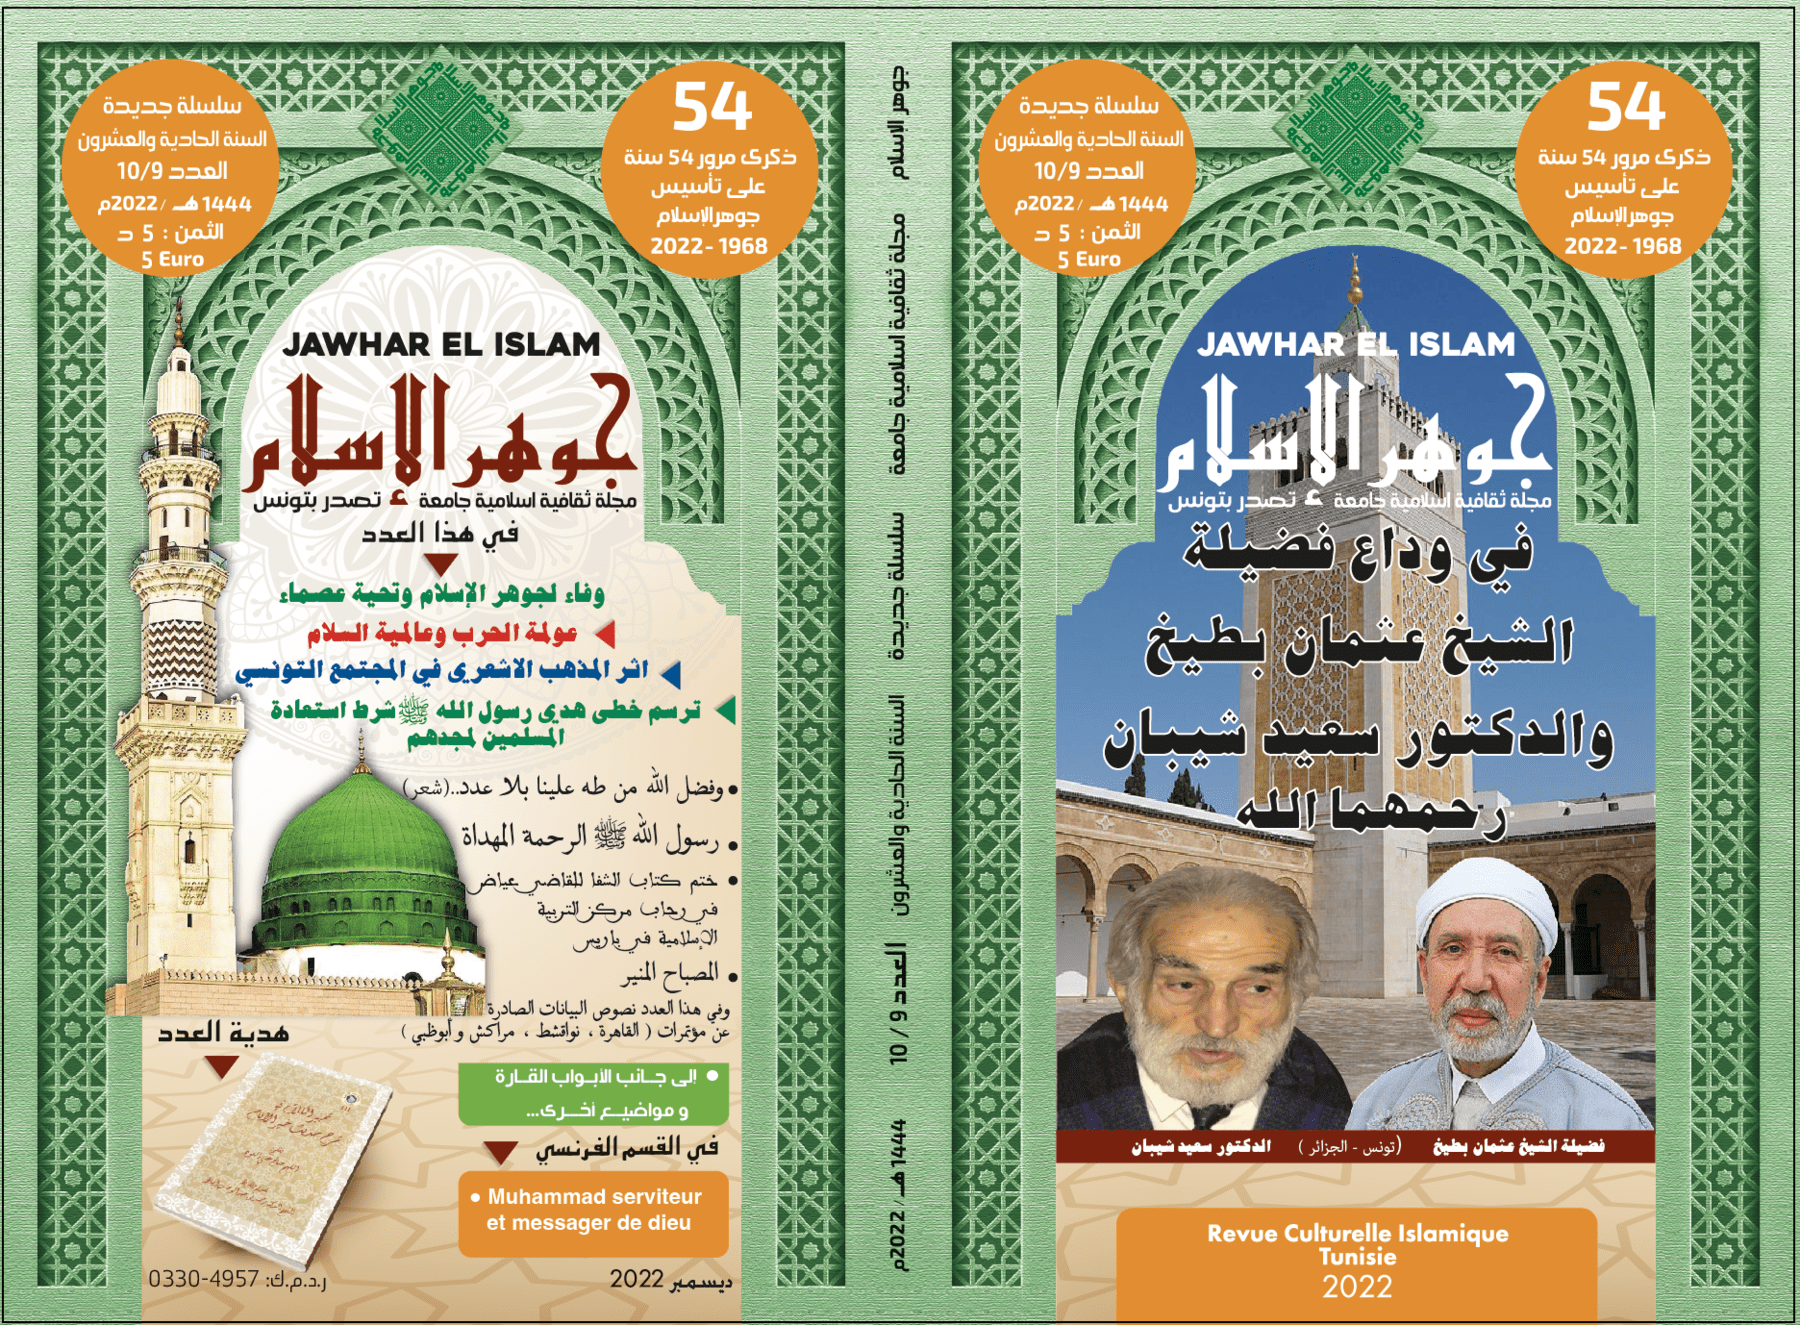 سلسلة جديدة
السنة الحادية والعشرون
العدد 10/9
1444 هـ /2022م
الثمن : 5 د
5 Euro
54
ذكرى مرور 54 سنة
على تأسيس
جوهرالاسلام
2022 - 1968
JAWHAR EL ISLAM
جوهر الإسلام
مجلة ثقافية اسلامية جامعة تصدر بتونس
في وداع فضيلة
الشيخ عثمان بطيخ
والدكتور سعيد شيبان
رحمهما الله
فضيلة الشيخ عثمان بطيخ (تونس - الجزائر ) الدكتور سعيد شيبان
Revue Culturelle Islamique
Tunisie
2022
جوهر الإسلام مجلة ثقافية اسلامية جامعة سلسلة جديدة السنة الحادية والعشرون العدد 9 / 10 1444 هـ /2022م
سلسلة جديدة
السنة الحادية والعشرون
العدد 10/9
1444 هـ /2022م
الثمن : 5 د
5 Euro
54
ذكرى مرور 54 سنة
على تأسيس
جوهرالاسلام
2022 - 1968
JAWHAR EL ISLAM
جوهر الإسلام
مجلة ثقافية اسلامية جامعة تصدر بتونس
في هذا العدد
وفاء لجوهر الإسلام وتحية عصماء
عولمة الحرب وعالمية السلام
اثر المذهب الاشعري في المجتمع التونسي
ترسم خطى هدي رسول الله ﷺ شرط استعادة
المسلمين لمجدهم
• وفضل الله من طه علينا بلا عدد..(شعر)
• رسول الله ﷺ الرحمة المهداة
• ختم كتاب الشفا للقاضي عياض
في رحاب مركز التربية
الإسلامية في باريس
• المصباح المنير
وفي هذا العدد نصوص البيانات الصادرة
عن مؤتمرات ( القاهرة ، نواقشط ، مراكش و أبوظبي )
هدية العدد
• إلى جانب الأبواب القارة
و مواضيع أخرى...
في القسم الفرنسي
• Muhammad serviteur
et messager de dieu
ر.د.م.ك: 4957-0330
ديسمبر 2022